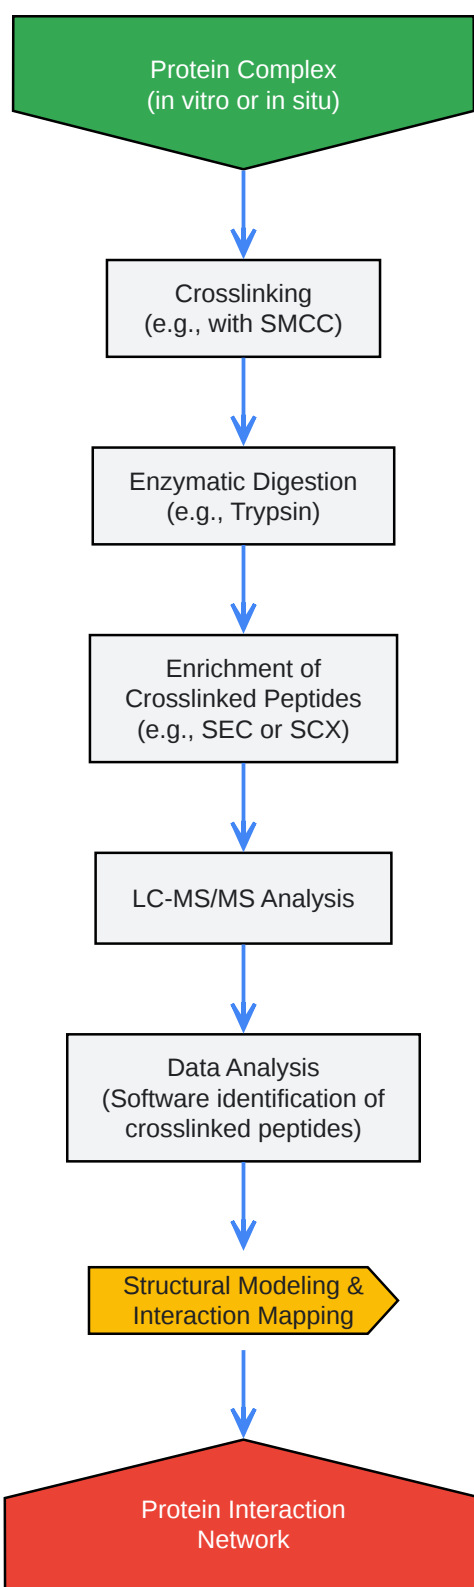 Protein Complex
(in vitro or in situ)
Crosslinking
(e.g., with SMCC)
Enzymatic Digestion
(e.g., Trypsin)
Enrichment of
Crosslinked Peptides
(e.g., SEC or SCX)
LC-MS/MS Analysis
Data Analysis
(Software identification of
crosslinked peptides)
Structural Modeling &
Interaction Mapping
Protein Interaction
Network